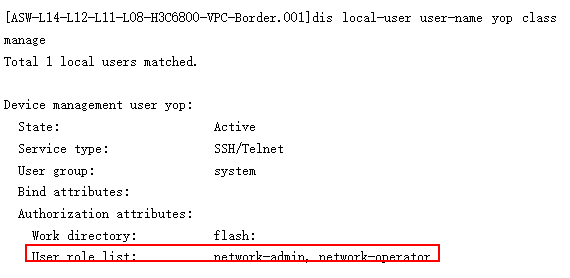 [ASW-L14-L12-L11-L08-H3C6800-VPC-Border.001]dis local-user user-name yop class
manage
Total 1 local users matched.
Device management user yop:
State: Active
Service type: SSH/Telnet
User group: system
Bind attributes:
Authorization attributes:
Work directory: flash:
User role list: network-admin, network-operator